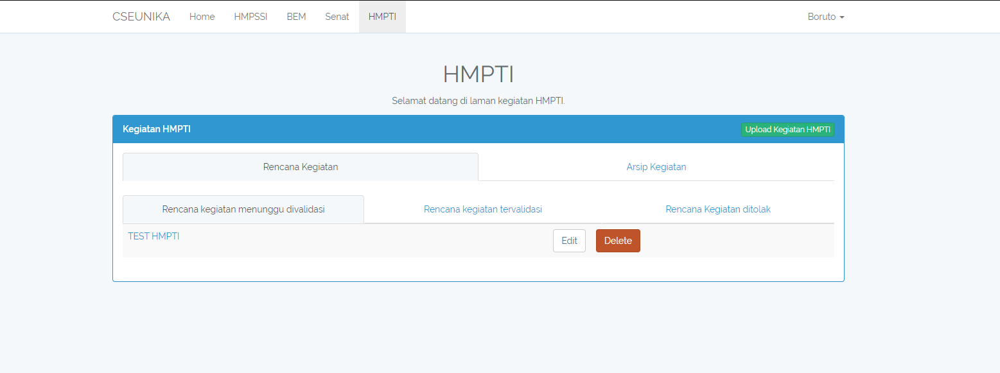 CSEUNIKA Home HMPSSI BEM Senat HMPTI Boruto
HMPTI
Selamat datang di laman kegiatan HMPTI.
Kegiatan HMPTI Upload Kegiatan HMPTI
Rencana Kegiatan Arsip Kegiatan
Rencana kegiatan menunggu divalidasi Rencana kegiatan tervalidasi Rencana Kegiatan ditolak
TEST HMPTI Edit Delete